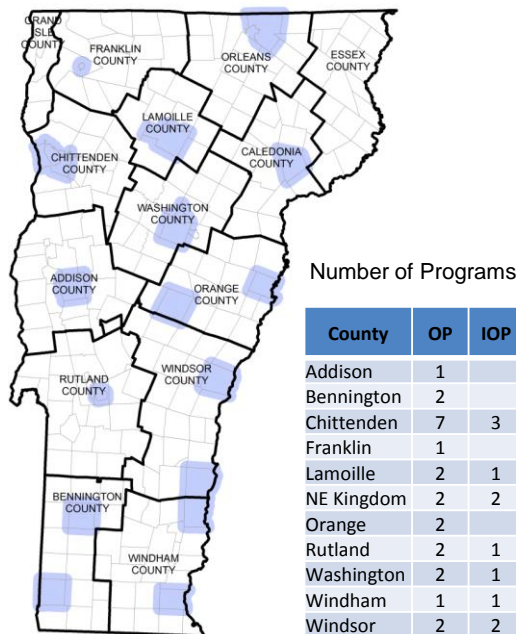 GRAND
ISLE
COUNTY
FRANKLIN
COUNTY
ORLEANS
COUNTY
ESSEX
COUNTY
LAMOILLE
COUNTY
CHITTENDEN
COUNTY
CALEDONIA
COUNTY
WASHINGTON
COUNTY
ADDISON
COUNTY
ORANGE
COUNTY
RUTLAND
COUNTY
WINDSOR
COUNTY
BENNINGTON
COUNTY
WINDHAM
COUNTY
Number of Programs
County OP IOP
Addison 1
Bennington 2
Chittenden 7 3
Franklin 1
Lamoille 2 1
NE Kingdom 2 2
Orange 2
Rutland 2 1
Washington 2 1
Windham 1 1
Windsor 2 2